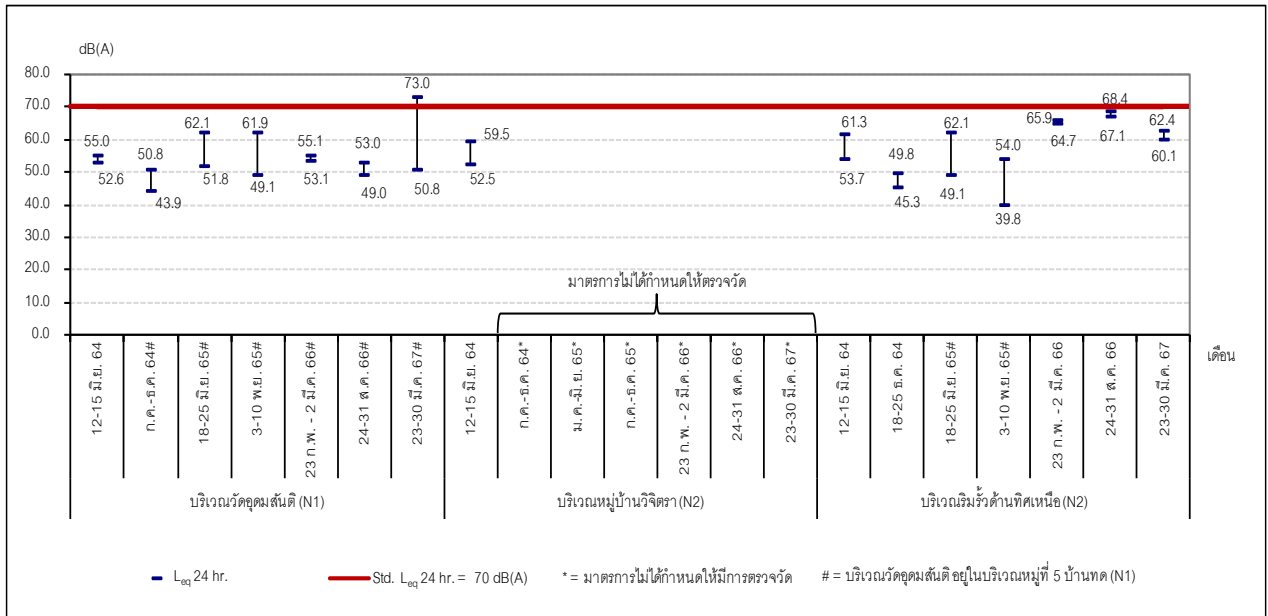 dB(A)
80.0
70.0
60.0
50.0
40.0
30.0
20.0
10.0
0.0
55.0
52.6
50.8
43.9
62.1
51.8
61.9
49.1
55.1
53.1
53.0
49.0
73.0
50.8
59.5
52.5
มาตรการไม่ได้กำหนดให้ตรวจวัด
61.3
53.7
49.8
45.3
62.1
49.1
54.0
39.8
65.9
64.7
68.4
67.1
62.4
60.1
12-15 มิ.ย. 64
ก.ค.-ธ.ค. 64#
18-25 มิ.ย. 65#
3-10 พ.ย. 65#
23 ก.พ. - 2 มี.ค. 66#
24-31 ส.ค. 66#
23-30 มี.ค. 67#
12-15 มิ.ย. 64
ก.ค.-ธ.ค. 64*
ม.ค.-มิ.ย. 65*
ก.ค.-ธ.ค. 65*
23 ก.พ. - 2 มี.ค. 66*
24-31 ส.ค. 66*
23-30 มี.ค. 67*
12-15 มิ.ย. 64
18-25 ธ.ค. 64
18-25 มิ.ย. 65#
3-10 พ.ย. 65#
23 ก.พ. - 2 มี.ค. 66
24-31 ส.ค. 66
23-30 มี.ค. 67
เดือน
บริเวณวัดอุดมสันติ (N1)
บริเวณหมู่บ้านวิจิตรา (N2)
บริเวณริมรั้วด้านทิศเหนือ (N2)
Leq 24 hr.
Std. Leq 24 hr. = 70 dB(A)
* = มาตรการไม่ได้กำหนดให้มีการตรวจวัด
# = บริเวณวัดอุดมสันติ อยู่ในบริเวณหมู่ที่ 5 บ้านทด (N1)